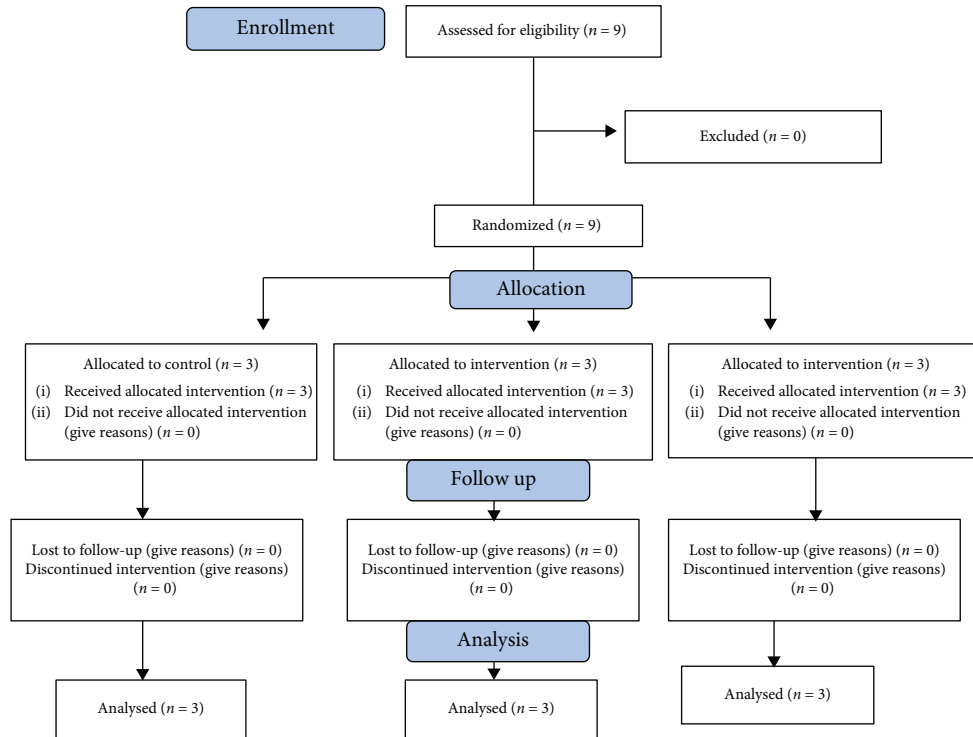 Enrollment
Assessed for eligibility (n = 9)
Excluded (n = 0)
Randomized (n = 9)
Allocation
Allocated to control (n = 3)
(i) Received allocated intervention (n = 3)
(ii) Did not receive allocated intervention
(give reasons) (n = 0)
Allocated to intervention (n = 3)
(i) Received allocated intervention (n = 3)
(ii) Did not receive allocated intervention
(give reasons) (n = 0)
Allocated to intervention (n = 3)
(i) Received allocated intervention (n = 3)
(ii) Did not receive allocated intervention
(give reasons) (n = 0)
Follow up
Lost to follow-up (give reasons) (n = 0)
Discontinued intervention (give reasons)
(n = 0)
Lost to follow-up (give reasons) (n = 0)
Discontinued intervention (give reasons)
(n = 0)
Lost to follow-up (give reasons) (n = 0)
Discontinued intervention (give reasons)
(n = 0)
Analysis
Analysed (n = 3)
Analysed (n = 3)
Analysed (n = 3)